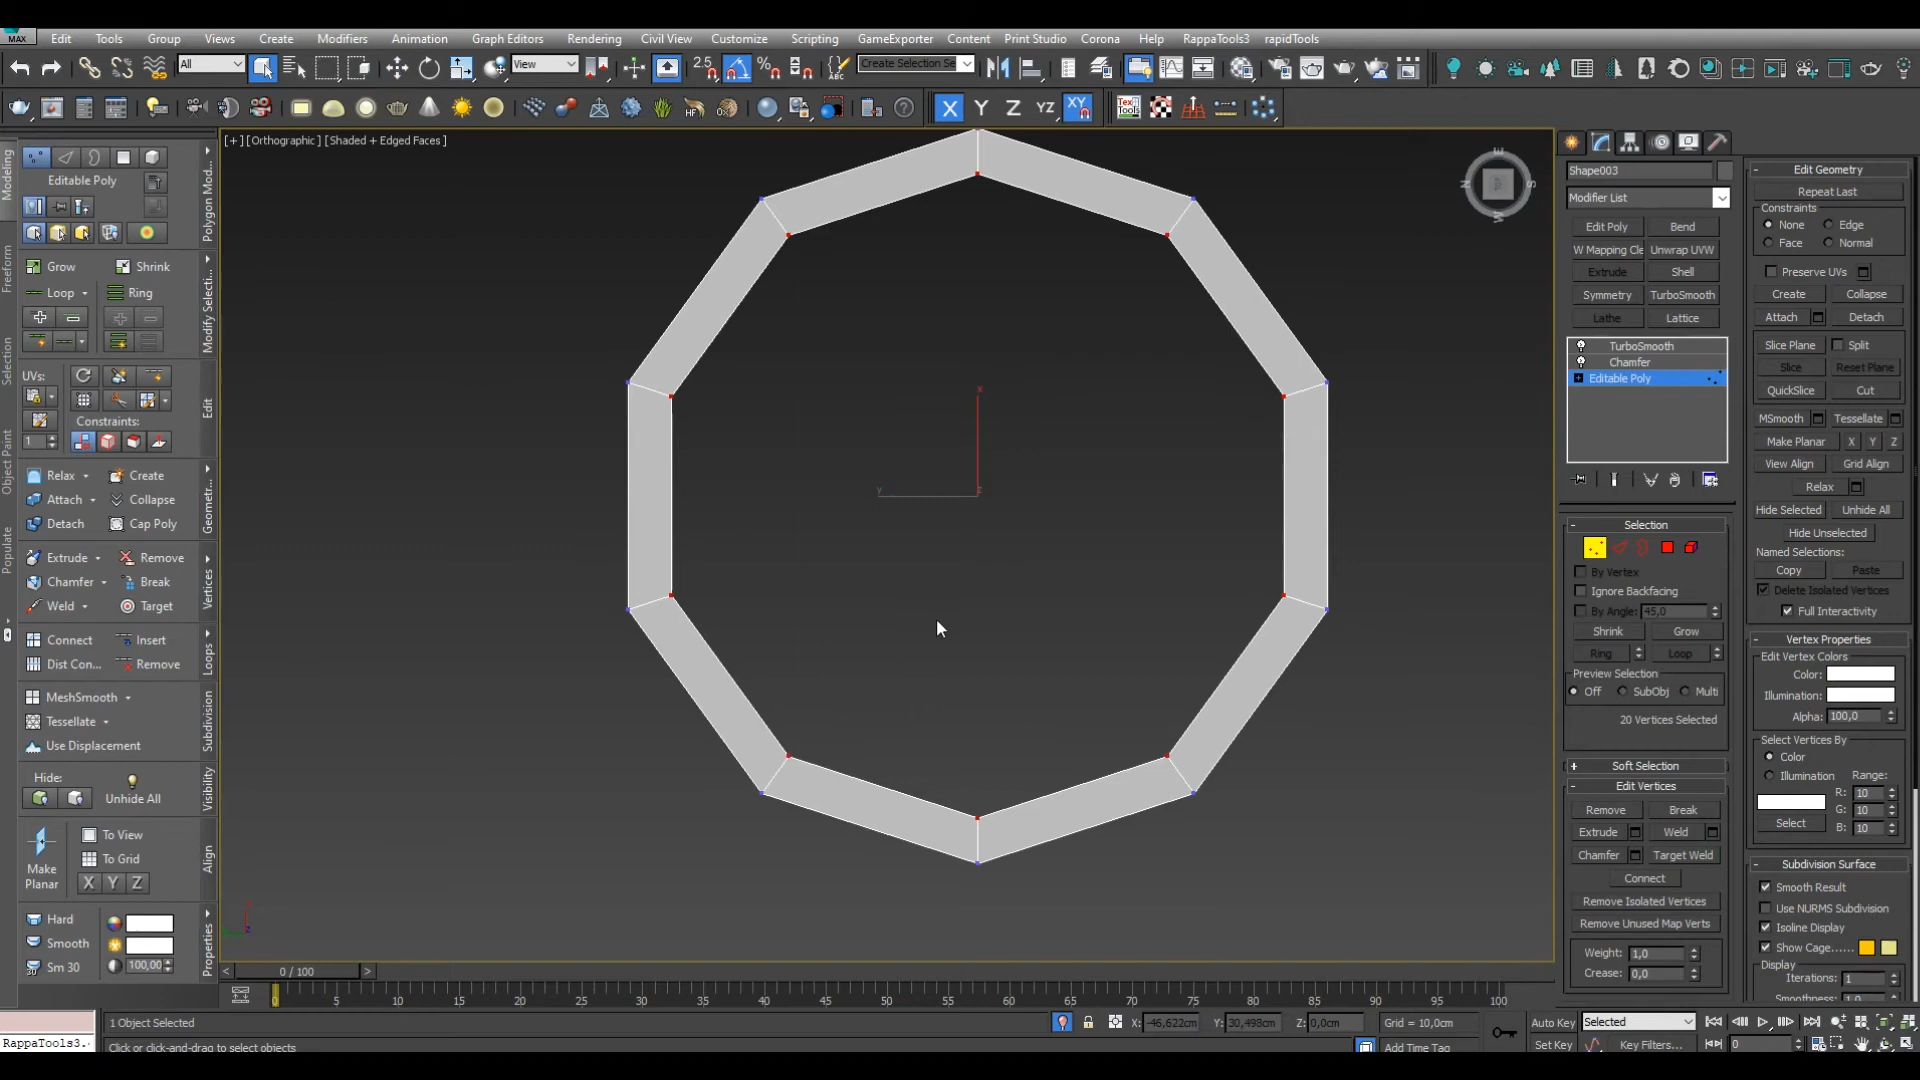 MAX Edit Tools Group Views Create Modifiers Animation Graph Editors Rendering Civil View Customize Scripting GameExporter Content Print Studio Corona Help RappaTools3 rapidTools
All View 2.5 ABC Create Selection Se
HF X Y Z YZ XY Tex Tools
[+] [Orthographic] [Shaded + Edged Faces]
Modeling
Freeform
Selection
Object Paint
Populate
Editable Poly
Polygon Mod...
Grow Shrink
Loop Ring
Modify Selecti...
UVs:
Edit
Constraints:
1
Relax Create
Attach Collapse
Detach Cap Poly
Geometr...
Extrude Remove
Chamfer Break
Weld Target
Vertices
Connect Insert
Dist Con... Remove
Loops
MeshSmooth
Tessellate
Use Displacement
Subdivision
Hide:
Unhide All
Visibility
To View
To Grid
Make
Planar
X Y Z
Align
Hard
Smooth
Sm 30 100,00
Properties
x
y z
E
N S
W
z
Shape003
Modifier List
Edit Poly Bend
W Mapping Cle Unwrap UVW
Extrude Shell
Symmetry TurboSmooth
Lathe Lattice
TurboSmooth
Chamfer
Editable Poly
Selection
By Vertex
Ignore Backfacing
By Angle: 45,0
Shrink Grow
Ring Loop
Preview Selection
Off SubObj Multi
20 Vertices Selected
Soft Selection
Edit Vertices
Remove Break
Extrude Weld
Chamfer Target Weld
Connect
Remove Isolated Vertices
Remove Unused Map Verts
Weight: 1,0
Crease: 0,0
Edit Geometry
Repeat Last
Constraints
None Edge
Face Normal
Preserve UVs
Create Collapse
Attach Detach
Slice Plane Split
Slice Reset Plane
QuickSlice Cut
MSmooth Tessellate
Make Planar X Y Z
View Align Grid Align
Relax
Hide Selected Unhide All
Hide Unselected
Named Selections:
Copy Paste
Delete Isolated Vertices
Full Interactivity
Vertex Properties
Edit Vertex Colors
Color:
Illumination:
Alpha: 100,0
Select Vertices By
Color
Illumination Range:
R: 10
G: 10
Select B: 10
Subdivision Surface
Smooth Result
Use NURMS Subdivision
Isoline Display
Show Cage......
Display
Iterations: 1
Smoothness: 1,0
< 0 / 100 >
0 5 10 15 20 25 30 35 40 45 50 55 60 65 70 75 80 85 90 95 100
1 Object Selected X: -46,622cm Y: 30,498cm Z: 0,0cm Grid = 10,0cm Auto Key Selected
RappaTools3. Click or click-and-drag to select objects Add Time Tag Set Key Key Filters... 0